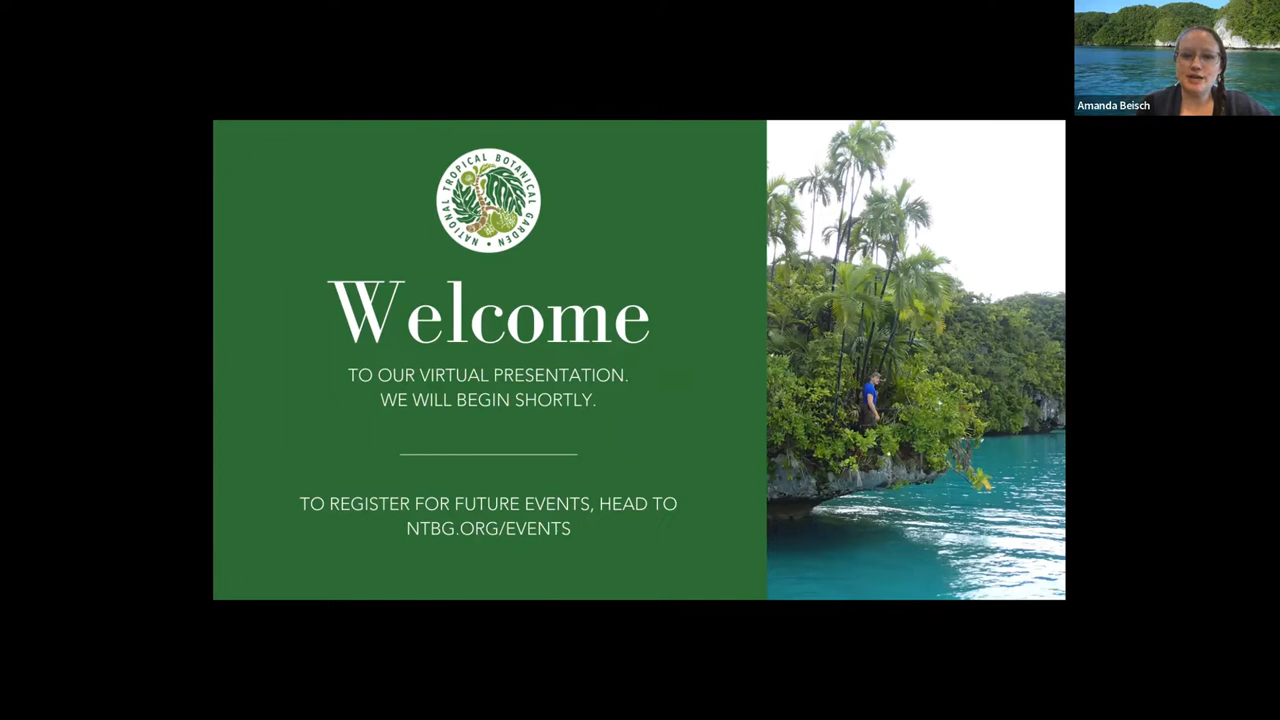 Amanda Beisch
NATIONAL TROPICAL BOTANICAL GARDEN
Welcome
TO OUR VIRTUAL PRESENTATION.
WE WILL BEGIN SHORTLY.
TO REGISTER FOR FUTURE EVENTS, HEAD TO
NTBG.ORG/EVENTS